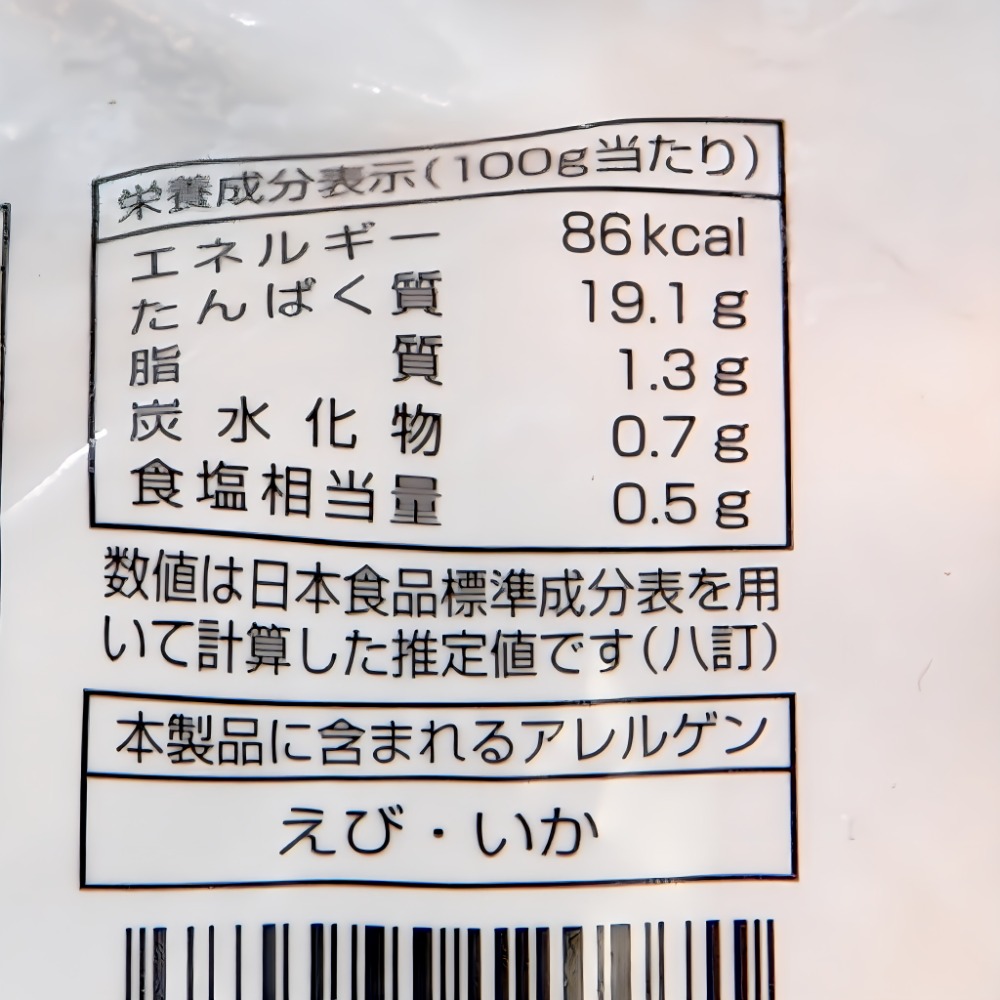 栄養成分表示(100g当たり)
エネルギー 86kcal
たんぱく質 19.1g
脂質 1.3g
炭水化物 0.7g
食塩相当量 0.5g
数値は日本食品標準成分表を用
いて計算した推定値です(八訂)
本製品に含まれるアレルゲン
えび・いか